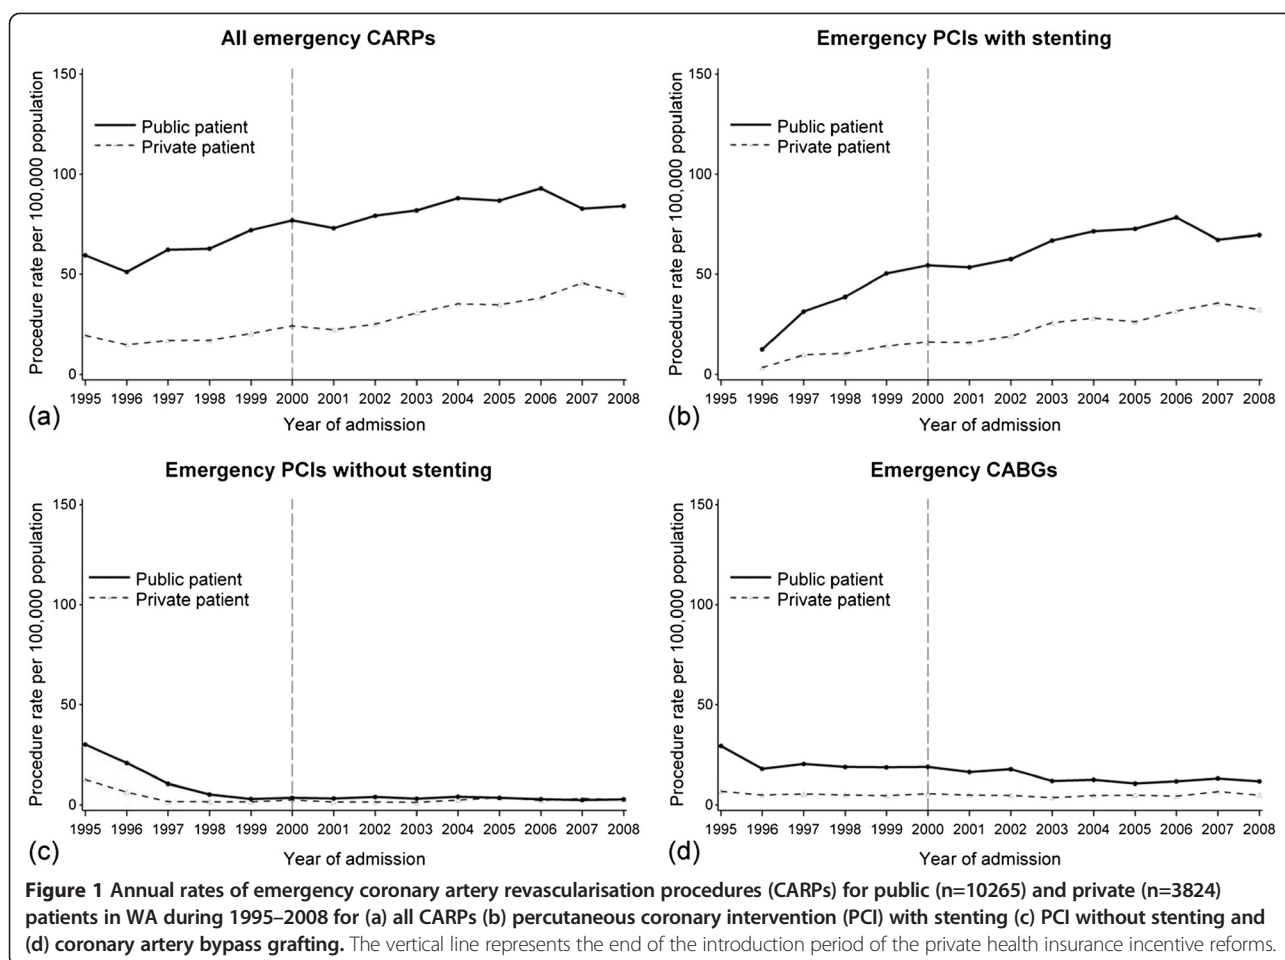 All emergency CARPs
Procedure rate per 100,000 population
150
100
50
0
Public patient
Private patient
1995 1996 1997 1998 1999 2000 2001 2002 2003 2004 2005 2006 2007 2008
(a)
Year of admission
Emergency PCIs with stenting
Procedure rate per 100,000 population
150
100
50
0
Public patient
Private patient
1995 1996 1997 1998 1999 2000 2001 2002 2003 2004 2005 2006 2007 2008
(b)
Year of admission
Emergency PCIs without stenting
Procedure rate per 100,000 population
150
100
50
0
Public patient
Private patient
1995 1996 1997 1998 1999 2000 2001 2002 2003 2004 2005 2006 2007 2008
(c)
Year of admission
Emergency CABGs
Procedure rate per 100,000 population
150
100
50
0
Public patient
Private patient
1995 1996 1997 1998 1999 2000 2001 2002 2003 2004 2005 2006 2007 2008
(d)
Year of admission
Figure 1 Annual rates of emergency coronary artery revascularisation procedures (CARPs) for public (n=10265) and private (n=3824)
patients in WA during 1995–2008 for (a) all CARPs (b) percutaneous coronary intervention (PCI) with stenting (c) PCI without stenting and
(d) coronary artery bypass grafting. The vertical line represents the end of the introduction period of the private health insurance incentive reforms.